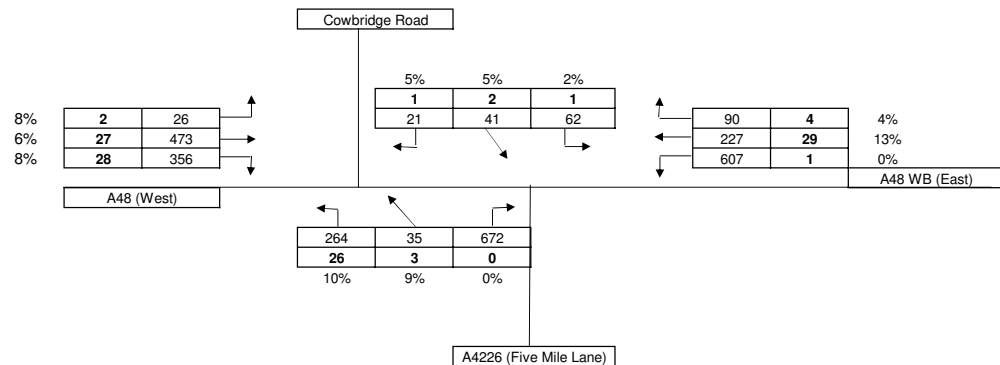 Cowbridge Road
5% 5% 2%
1 2 1
21 41 62
8% 2 26
6% 27 473
8% 28 356
90 4 4%
227 29 13%
607 1 0%
A48 WB (East)
A48 (West)
264 35 672
26 3 0
10% 9% 0%
A4226 (Five Mile Lane)